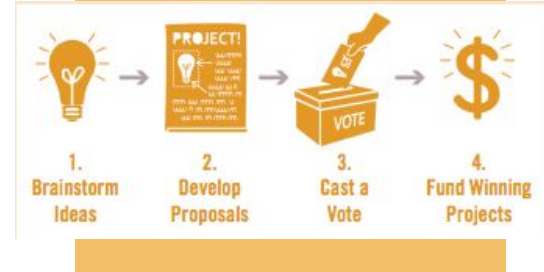 PROJECT!
VOTE
1.
Brainstorm
Ideas
2.
Develop
Proposals
3.
Cast a
Vote
4.
Fund Winning
Projects